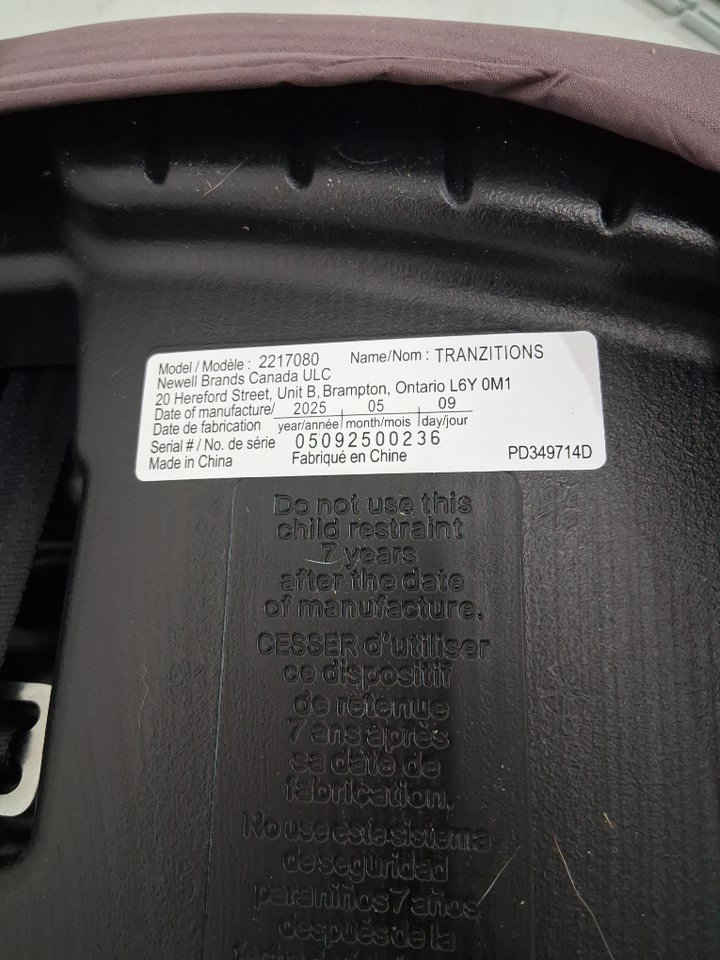 Model / Modèle : 2217080 Name/Nom : TRANZITIONS
Newell Brands Canada ULC
20 Hereford Street, Unit B, Brampton, Ontario L6Y 0M1
Date of manufacture/ 2025 | 05 | 09
Date de fabrication year/année | month/mois | day/jour
Serial # / No. de série 05092500236
Made in China Fabriqué en Chine PD349714D
Do not use this
child restraint
7 years
after the date
of manufacture.
CESSER d'utiliser
ce dispositif
de retenue
7 ans après
sa date de
fabrication.
No use este sistema
de seguridad
para niños 7 años
después de la